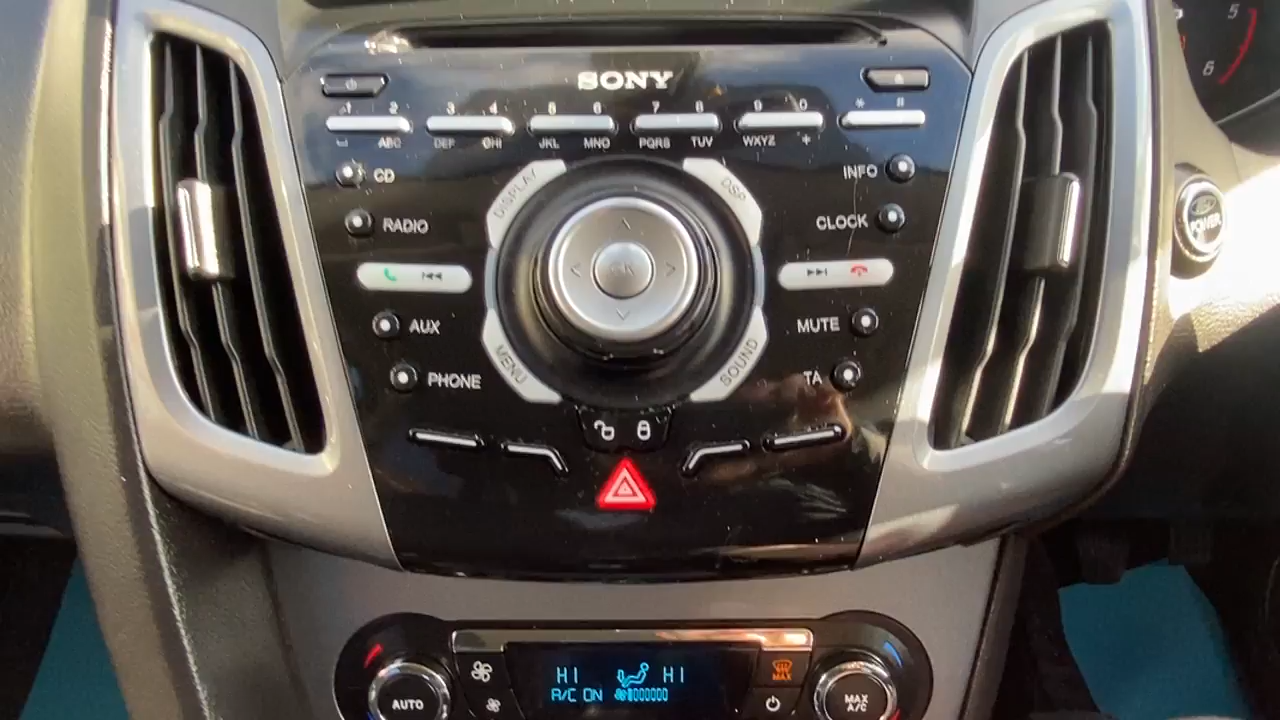 5
6
SONY
1 2 3 4 5 6 7 8 9 0 * #
ABC DEF GHI JKL MNO PQRS TUV WXYZ +
CD
INFO
DISPLAY
DSP
RADIO
CLOCK
POWER
OK
AUX
MUTE
MENU
SOUND
PHONE
TA
HI HI
A/C ON
MAX
AUTO
MAX
A/C